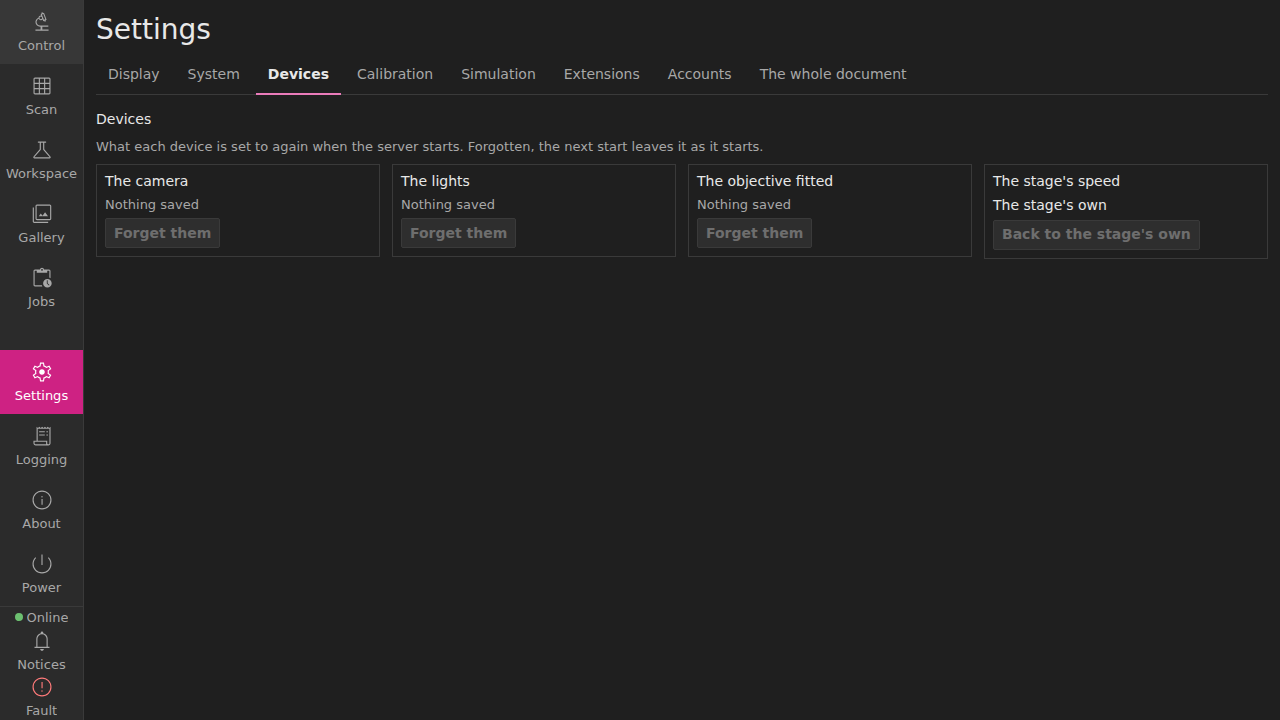 Settings
Control
Display
System
Devices
Calibration
Simulation
Extensions
Accounts
The whole document
Scan
Devices
What each device is set to again when the server starts. Forgotten, the next start leaves it as it starts.
Workspace
The camera
Nothing saved
Forget them
The lights
Nothing saved
Forget them
The objective fitted
Nothing saved
Forget them
The stage's speed
The stage's own
Back to the stage's own
Gallery
Jobs
Settings
Logging
About
Power
Online
Notices
Fault